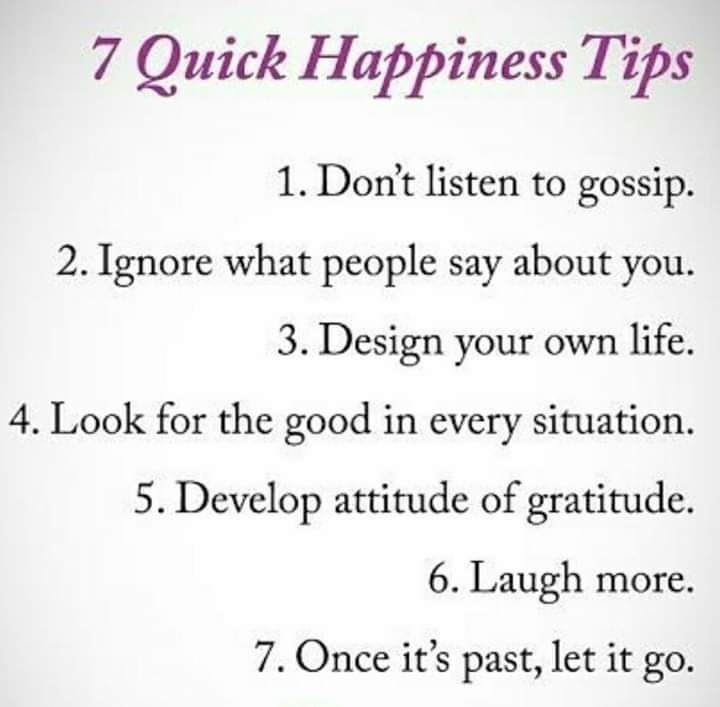 7 Quick Happiness Tips
1. Don't listen to gossip.
2. Ignore what people say about you.
3. Design your own life.
4. Look for the good in every situation.
5. Develop attitude of gratitude.
6. Laugh more.
7. Once it's past, let it go.